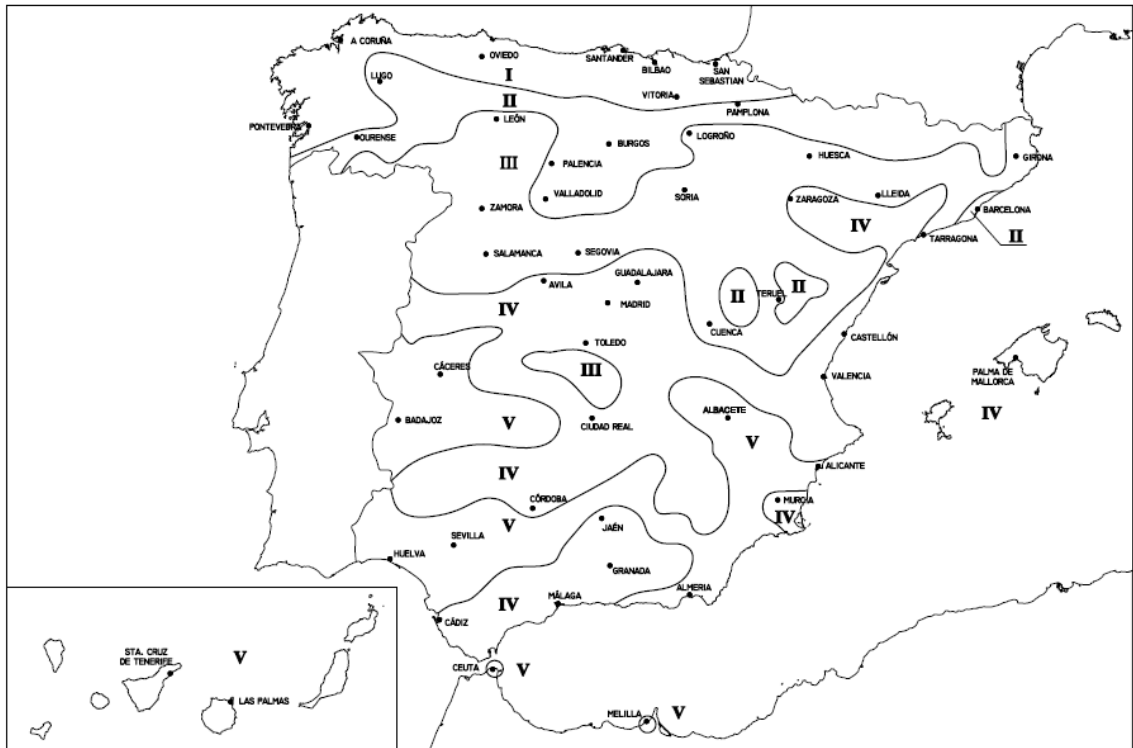 A CORUÑA
OVIEDO
SANTANDER
BILBAO
SAN
SEBASTIAN
LUGO
I
VITORIA
II
PAMPLONA
LEÓN
PONTEVEDRA
OURENSE
LOGROÑO
BURGOS
III
PALENCIA
HUESCA
GIRONA
VALLADOLID
SORIA
ZARAGOZA
LLEIDA
ZAMORA
BARCELONA
IV
TARRAGONA
II
SALAMANCA
SEGOVIA
GUADALAJARA
AVILA
II
II
TERUEL
IV
MADRID
CUENCA
CASTELLÓN
TOLEDO
CÁCERES
III
VALENCIA
PALMA DE
MALLORCA
IV
ALBACETE
BADAJOZ
V
CIUDAD REAL
V
IV
ALICANTE
CÓRDOBA
MURCIA
IV
V
JAÉN
SEVILLA
HUELVA
GRANADA
ALMERIA
MÁLAGA
IV
CÁDIZ
STA. CRUZ
DE TENERIFE
V
LAS PALMAS
CEUTA
V
MELILLA
V